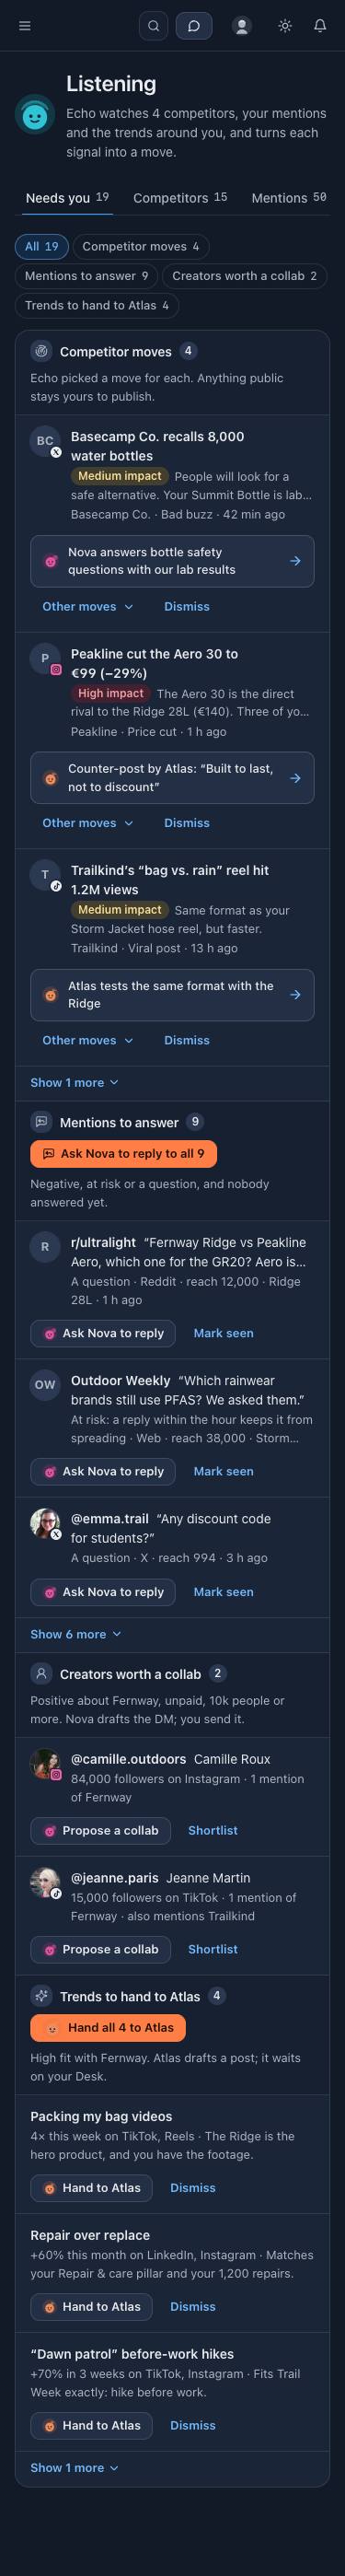 Listening
Echo watches 4 competitors, your mentions
and the trends around you, and turns each
signal into a move.
Needs you 19
Competitors 15
Mentions 50
All 19
Competitor moves 4
Mentions to answer 9
Creators worth a collab 2
Trends to hand to Atlas 4
Competitor moves 4
Echo picked a move for each. Anything public
stays yours to publish.
BC
Basecamp Co. recalls 8,000
water bottles
Medium impact People will look for a
safe alternative. Your Summit Bottle is lab…
Basecamp Co. · Bad buzz · 42 min ago
Nova answers bottle safety
questions with our lab results
Other moves
Dismiss
P
Peakline cut the Aero 30 to
€99 (−29%)
High impact The Aero 30 is the direct
rival to the Ridge 28L (€140). Three of yo…
Peakline · Price cut · 1 h ago
Counter-post by Atlas: “Built to last,
not to discount”
Other moves
Dismiss
T
Trailkind’s “bag vs. rain” reel hit
1.2M views
Medium impact Same format as your
Storm Jacket hose reel, but faster.
Trailkind · Viral post · 13 h ago
Atlas tests the same format with the
Ridge
Other moves
Dismiss
Show 1 more
Mentions to answer 9
Ask Nova to reply to all 9
Negative, at risk or a question, and nobody
answered yet.
R
r/ultralight “Fernway Ridge vs Peakline
Aero, which one for the GR20? Aero is…
A question · Reddit · reach 12,000 · Ridge
28L · 1 h ago
Ask Nova to reply
Mark seen
OW
Outdoor Weekly “Which rainwear
brands still use PFAS? We asked them.”
At risk: a reply within the hour keeps it from
spreading · Web · reach 38,000 · Storm…
Ask Nova to reply
Mark seen
@emma.trail “Any discount code
for students?”
A question · X · reach 994 · 3 h ago
Ask Nova to reply
Mark seen
Show 6 more
Creators worth a collab 2
Positive about Fernway, unpaid, 10k people or
more. Nova drafts the DM; you send it.
@camille.outdoors Camille Roux
84,000 followers on Instagram · 1 mention
of Fernway
Propose a collab
Shortlist
@jeanne.paris Jeanne Martin
15,000 followers on TikTok · 1 mention of
Fernway · also mentions Trailkind
Propose a collab
Shortlist
Trends to hand to Atlas 4
Hand all 4 to Atlas
High fit with Fernway. Atlas drafts a post; it waits
on your Desk.
Packing my bag videos
4× this week on TikTok, Reels · The Ridge is the
hero product, and you have the footage.
Hand to Atlas
Dismiss
Repair over replace
+60% this month on LinkedIn, Instagram · Matches
your Repair & care pillar and your 1,200 repairs.
Hand to Atlas
Dismiss
“Dawn patrol” before-work hikes
+70% in 3 weeks on TikTok, Instagram · Fits Trail
Week exactly: hike before work.
Hand to Atlas
Dismiss
Show 1 more